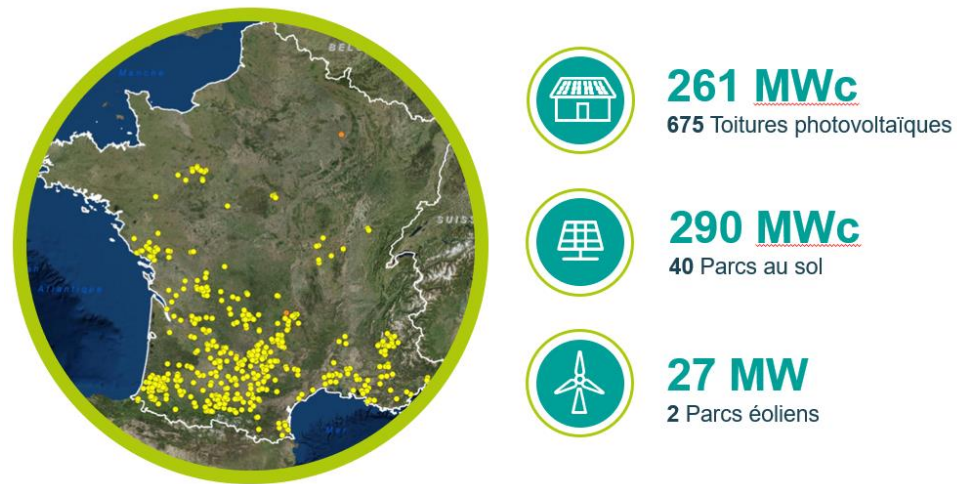 BEL
Manche
SUISS
Atlantique
261 MWc
675 Toitures photovoltaïques
290 MWc
40 Parcs au sol
27 MW
2 Parcs éoliens